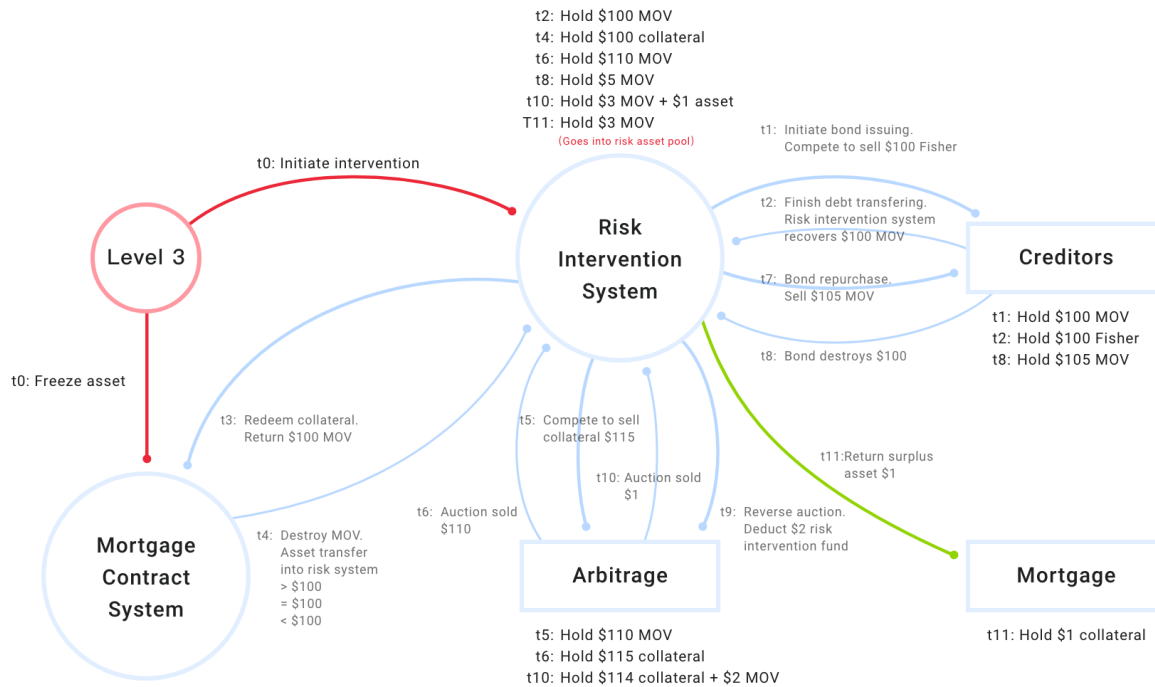 t2: Hold $100 MOV
t4: Hold $100 collateral
t6: Hold $110 MOV
t8: Hold $5 MOV
t10: Hold $3 MOV + $1 asset
T11: Hold $3 MOV
(Goes into risk asset pool)
t0: Initiate intervention
Level 3
t0: Freeze asset
Risk
Intervention
System
t1: Initiate bond issuing.
Compete to sell $100 Fisher
t2: Finish debt transfering.
Risk intervention system
recovers $100 MOV
t7: Bond repurchase.
Sell $105 MOV
t8: Bond destroys $100
Creditors
t1: Hold $100 MOV
t2: Hold $100 Fisher
t8: Hold $105 MOV
t3: Redeem collateral.
Return $100 MOV
t4: Destroy MOV.
Asset transfer
into risk system
> $100
= $100
< $100
Mortgage
Contract
System
t5: Compete to sell
collateral $115
t6: Auction sold
$110
t10: Auction sold
$1
t9: Reverse auction.
Deduct $2 risk
intervention fund
t11:Return surplus
asset $1
Arbitrage
t5: Hold $110 MOV
t6: Hold $115 collateral
t10: Hold $114 collateral + $2 MOV
Mortgage
t11: Hold $1 collateral